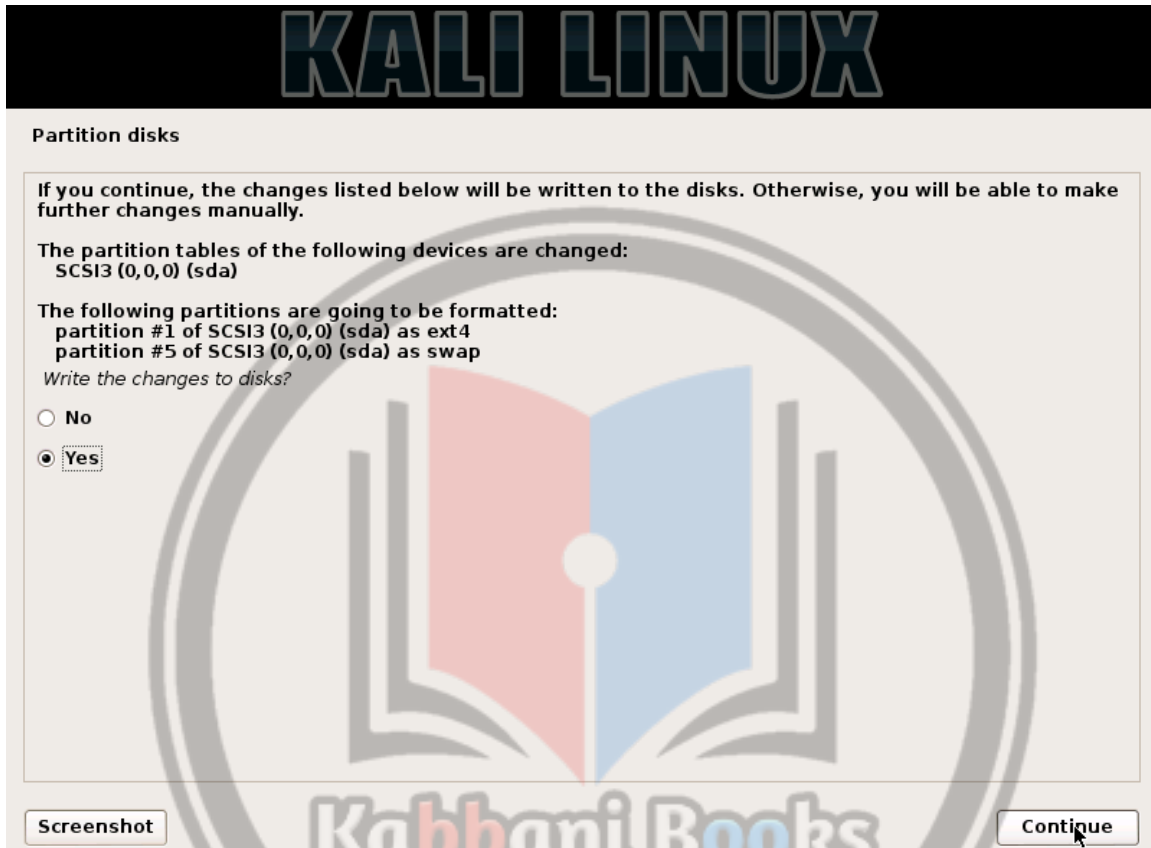 KALI LINUX
Partition disks
If you continue, the changes listed below will be written to the disks. Otherwise, you will be able to make
further changes manually.
The partition tables of the following devices are changed:
SCSI3 (0,0,0) (sda)
The following partitions are going to be formatted:
partition #1 of SCSI3 (0,0,0) (sda) as ext4
partition #5 of SCSI3 (0,0,0) (sda) as swap
Write the changes to disks?
No
Yes
Kabbani Books
Screenshot
Continue